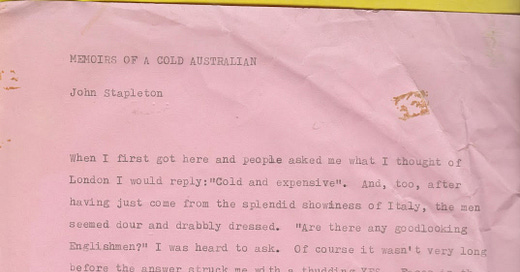 MEMOIRS OF A COLD AUSTRALIAN
John Stapleton
When I first got here and people asked me what I thought of
London I would reply:"Cold and expensive". And, too, after
having just come from the splendid showiness of Italy, the men
seemed dour and drabbly dressed. "Are there any goodlooking
Englishmen?" I was heard to ask. Of course it wasn't very long
before the answer struck me with a thudding YES.